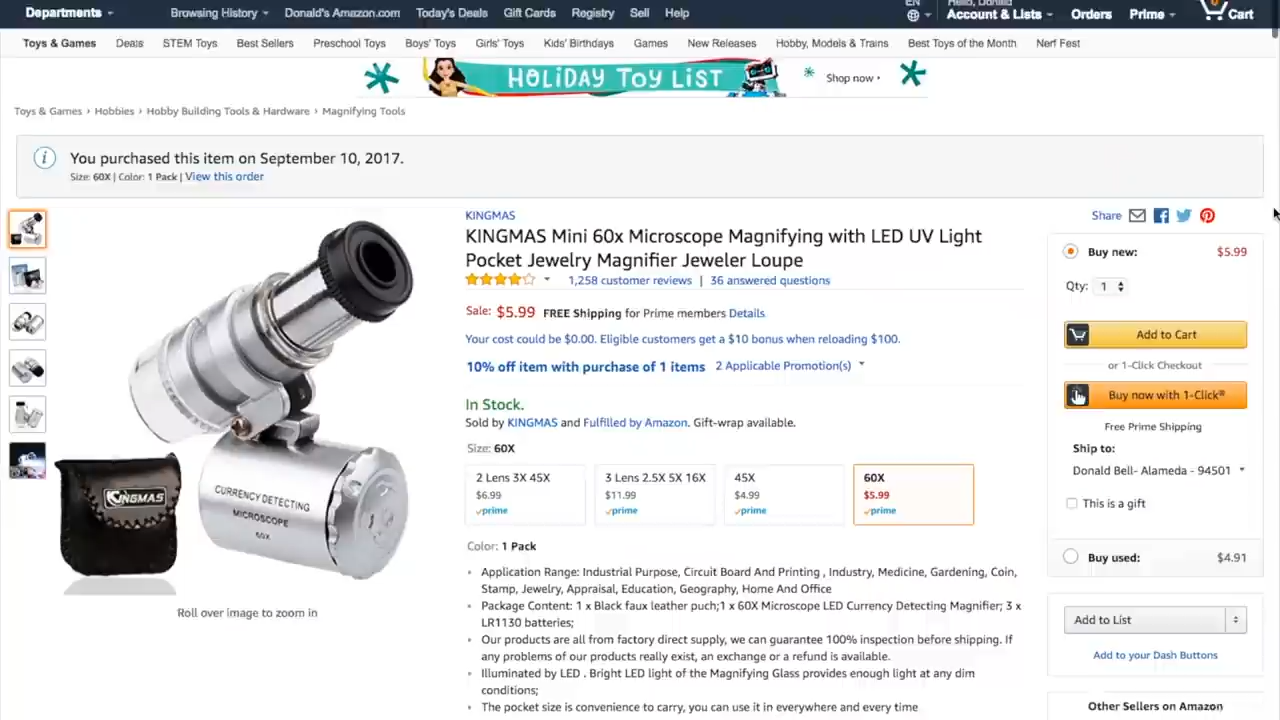 Departments
Browsing History
Donald's Amazon.com
Today's Deals
Gift Cards
Registry
Sell
Help
EN
Hello, Donald
Account & Lists
Orders
Prime
0
Cart
Toys & Games
Deals
STEM Toys
Best Sellers
Preschool Toys
Boys' Toys
Girls' Toys
Kids' Birthdays
Games
New Releases
Hobby, Models & Trains
Best Toys of the Month
Nerf Fest
HOLiDAY TOY LiST
Shop now ›
Toys & Games › Hobbies › Hobby Building Tools & Hardware › Magnifying Tools
You purchased this item on September 10, 2017.
Size: 60X | Color: 1 Pack | View this order
KINGMAS
CURRENCY DETECTING
MICROSCOPE
60X
Roll over image to zoom in
KINGMAS
KINGMAS Mini 60x Microscope Magnifying with LED UV Light
Pocket Jewelry Magnifier Jeweler Loupe
1,258 customer reviews | 36 answered questions
Sale: $5.99 FREE Shipping for Prime members Details
Your cost could be $0.00. Eligible customers get a $10 bonus when reloading $100.
10% off item with purchase of 1 items 2 Applicable Promotion(s)
In Stock.
Sold by KINGMAS and Fulfilled by Amazon. Gift-wrap available.
Size: 60X
2 Lens 3X 45X
$6.99
prime
3 Lens 2.5X 5X 16X
$11.99
prime
45X
$4.99
prime
60X
$5.99
prime
Color: 1 Pack
• Application Range: Industrial Purpose, Circuit Board And Printing , Industry, Medicine, Gardening, Coin,
Stamp, Jewelry, Appraisal, Education, Geography, Home And Office
• Package Content: 1 x Black faux leather puch;1 x 60X Microscope LED Currency Detecting Magnifier; 3 x
LR1130 batteries;
• Our products are all from factory direct supply, we can guarantee 100% inspection before shipping. If
any problems of our products really exist, an exchange or a refund is available.
• Illuminated by LED . Bright LED light of the Magnifying Glass provides enough light at any dim
conditions;
• The pocket size is convenience to carry, you can use it in everywhere and every time
Share
Buy new: $5.99
Qty: 1
Add to Cart
or 1-Click Checkout
Buy now with 1-Click®
Free Prime Shipping
Ship to:
Donald Bell- Alameda - 94501
This is a gift
Buy used: $4.91
Add to List
Add to your Dash Buttons
Other Sellers on Amazon